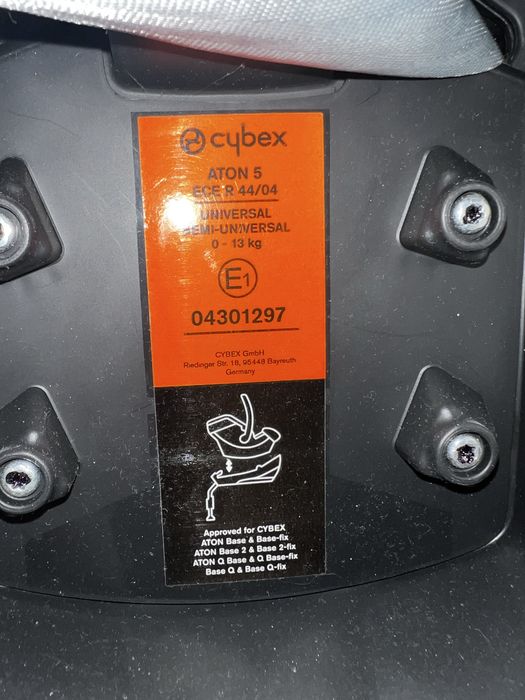 cybex
ATON 5
ECE R 44/04
UNIVERSAL
SEMI-UNIVERSAL
0 - 13 kg
E1
04301297
CYBEX GmbH
Riedinger Str. 18, 95448 Bayreuth
Germany
Approved for CYBEX
ATON Base & Base-fix
ATON Base 2 & Base 2-fix
ATON Q Base & Q Base-fix
Base Q & Base Q-fix